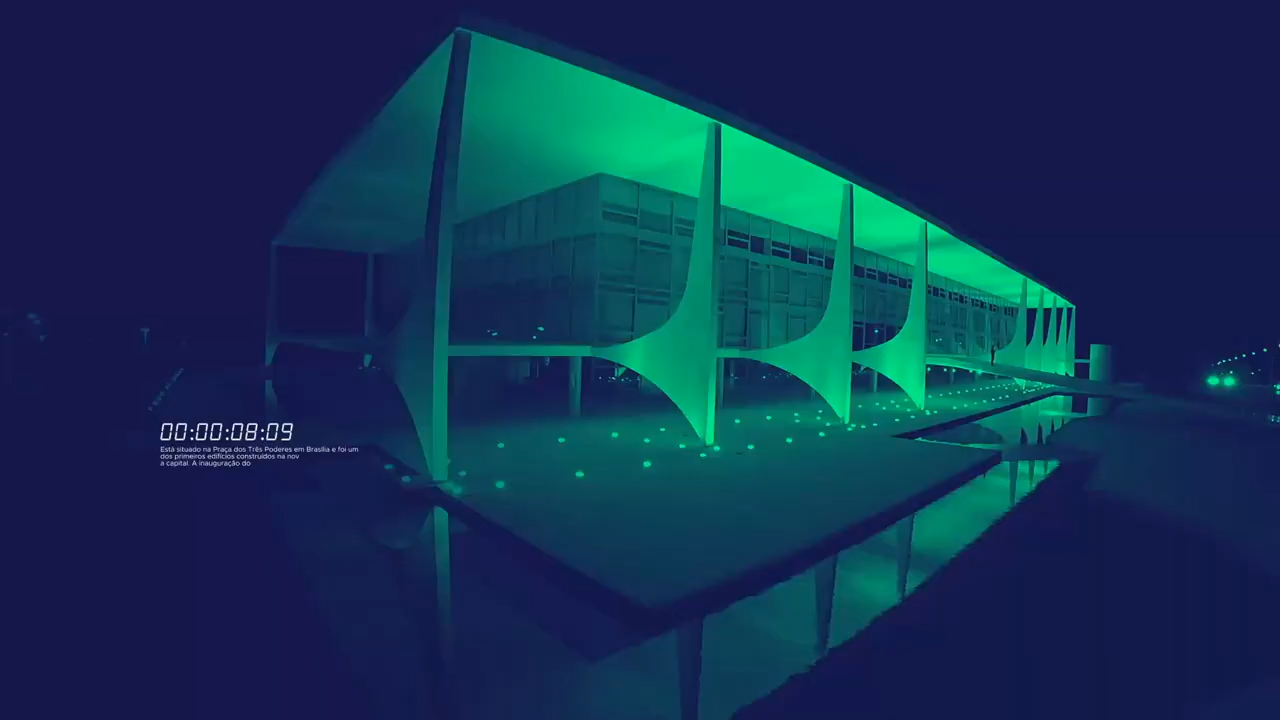 00:00:08:09
Está situado na Praça dos Três Poderes em Brasília e foi um
dos primeiros edifícios construídos na nov
a capital. A inauguração do